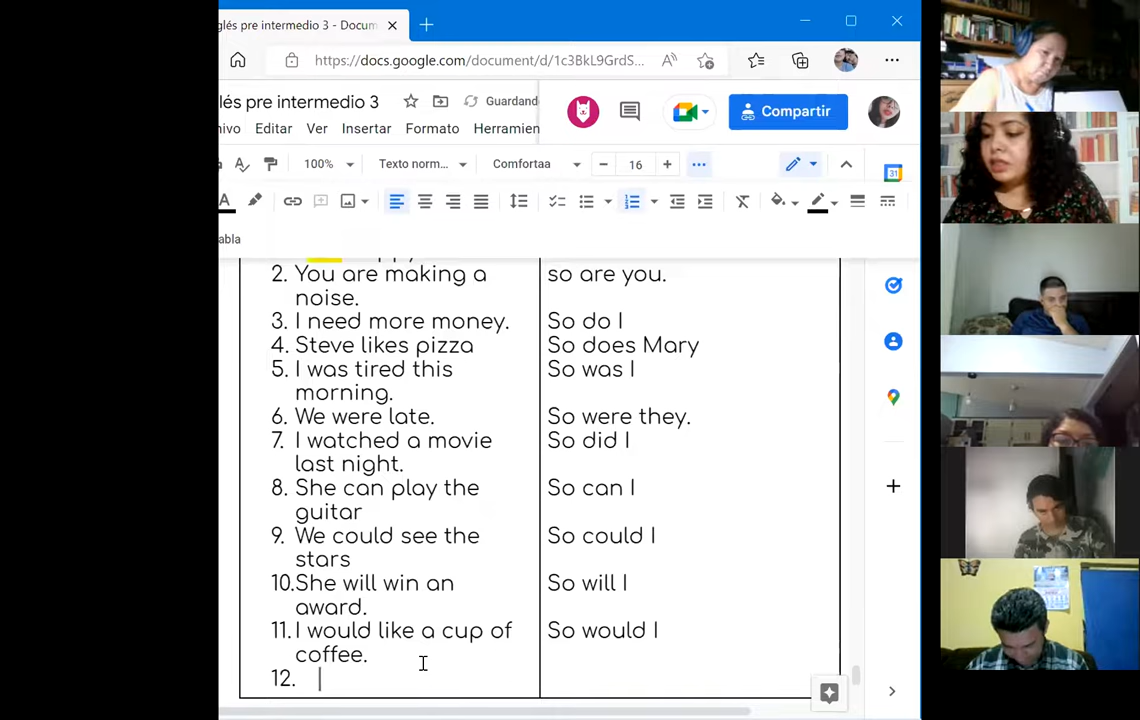 glés pre intermedio 3 - Docum
https://docs.google.com/document/d/1c3BkL9GrdS...
glés pre intermedio 3
Guardando
Compartir
hivo Editar Ver Insertar Formato Herramien
100% Texto norm... Comfortaa 16
31
abla
2. You are making a noise. so are you.
3. I need more money. So do I
4. Steve likes pizza So does Mary
5. I was tired this morning. So was I
6. We were late. So were they.
7. I watched a movie last night. So did I
8. She can play the guitar So can I
9. We could see the stars So could I
10. She will win an award. So will I
11. I would like a cup of coffee. So would I
12.